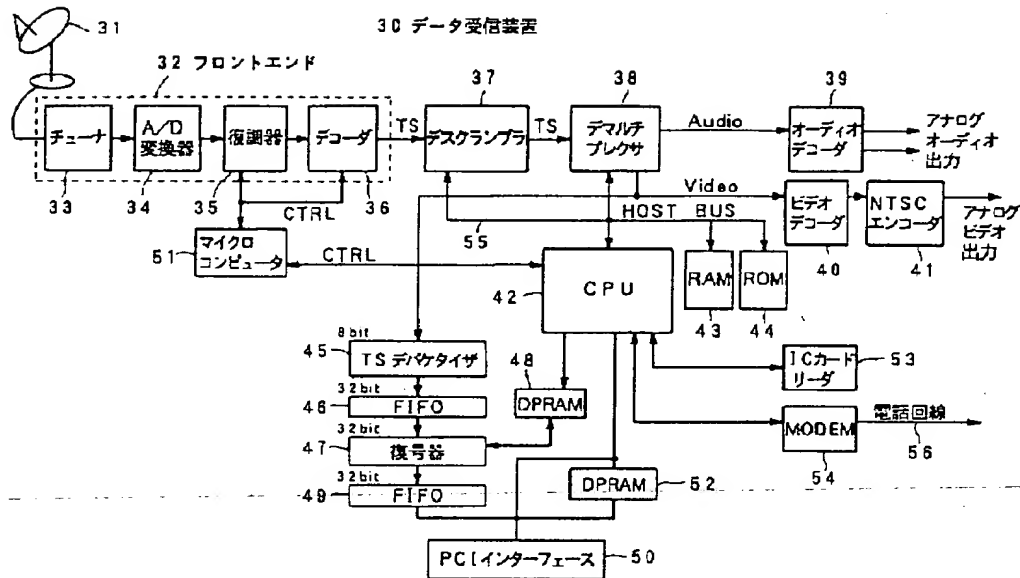 31
30 データ受信装置
32 フロントエンド
37
38
39
チューナ
A/D
変換器
復調器
デコーダ
TS
デスクランブラ
TS
デマルチ
プレクサ
Audio
オーディオ
デコーダ
アナログ
オーディオ
出力
33
34
35
CTRL
36
Video
ビデオ
デコーダ
NTSC
エンコーダ
アナログ
ビデオ
出力
55
HOST BUS
40
41
51
マイクロ
コンピュータ
CTRL
42
CPU
RAM
ROM
43
44
8bit
45
TSデパケタイザ
48
ICカード
リーダ
53
32bit
46
FIFO
DPRAM
32bit
47
復号器
MODEM
電話回線
56
54
32bit
49
FIFO
DPRAM
52
PCIインターフェース
50